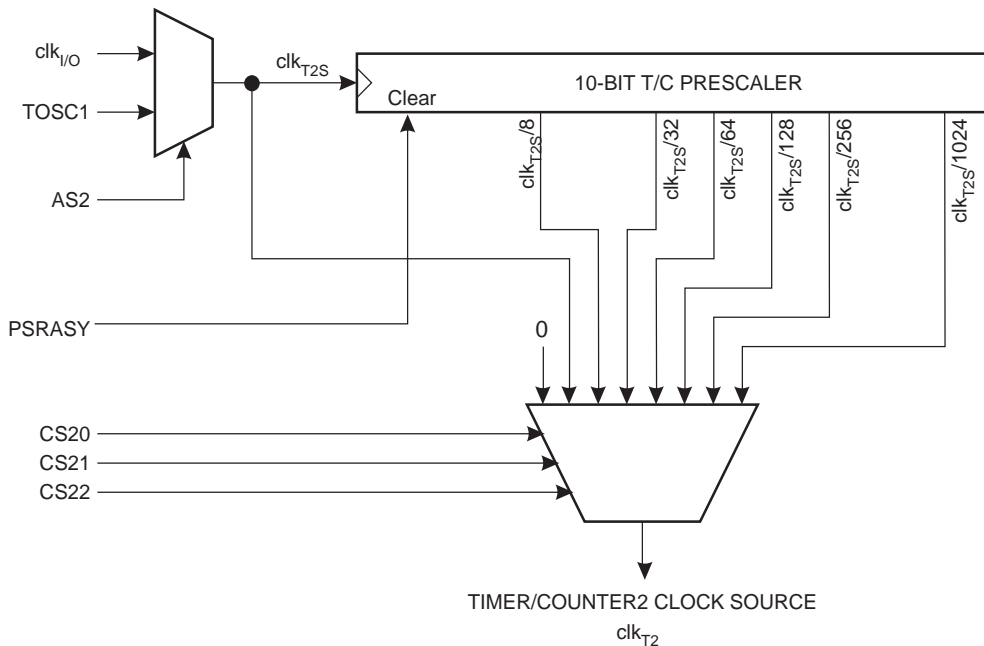 clkI/O
clkT2S
10-BIT T/C PRESCALER
TOSC1
Clear
clkT2S/8
clkT2S/32
clkT2S/64
clkT2S/128
clkT2S/256
clkT2S/1024
AS2
PSRASY
0
CS20
CS21
CS22
TIMER/COUNTER2 CLOCK SOURCE
clkT2